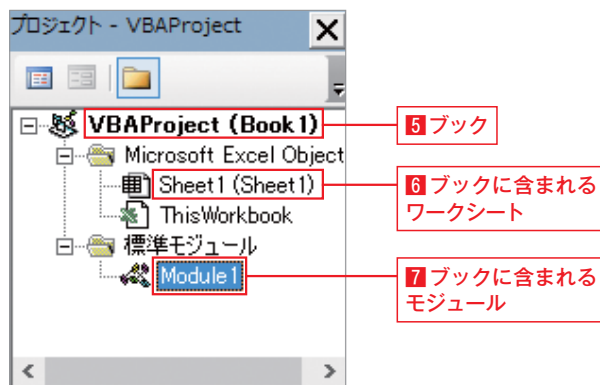 プロジェクト - VBAProject
VBAProject (Book1)
5 ブック
Microsoft Excel Object
Sheet1 (Sheet1)
6 ブックに含まれる
ワークシート
ThisWorkbook
標準モジュール
Module1
7 ブックに含まれる
モジュール